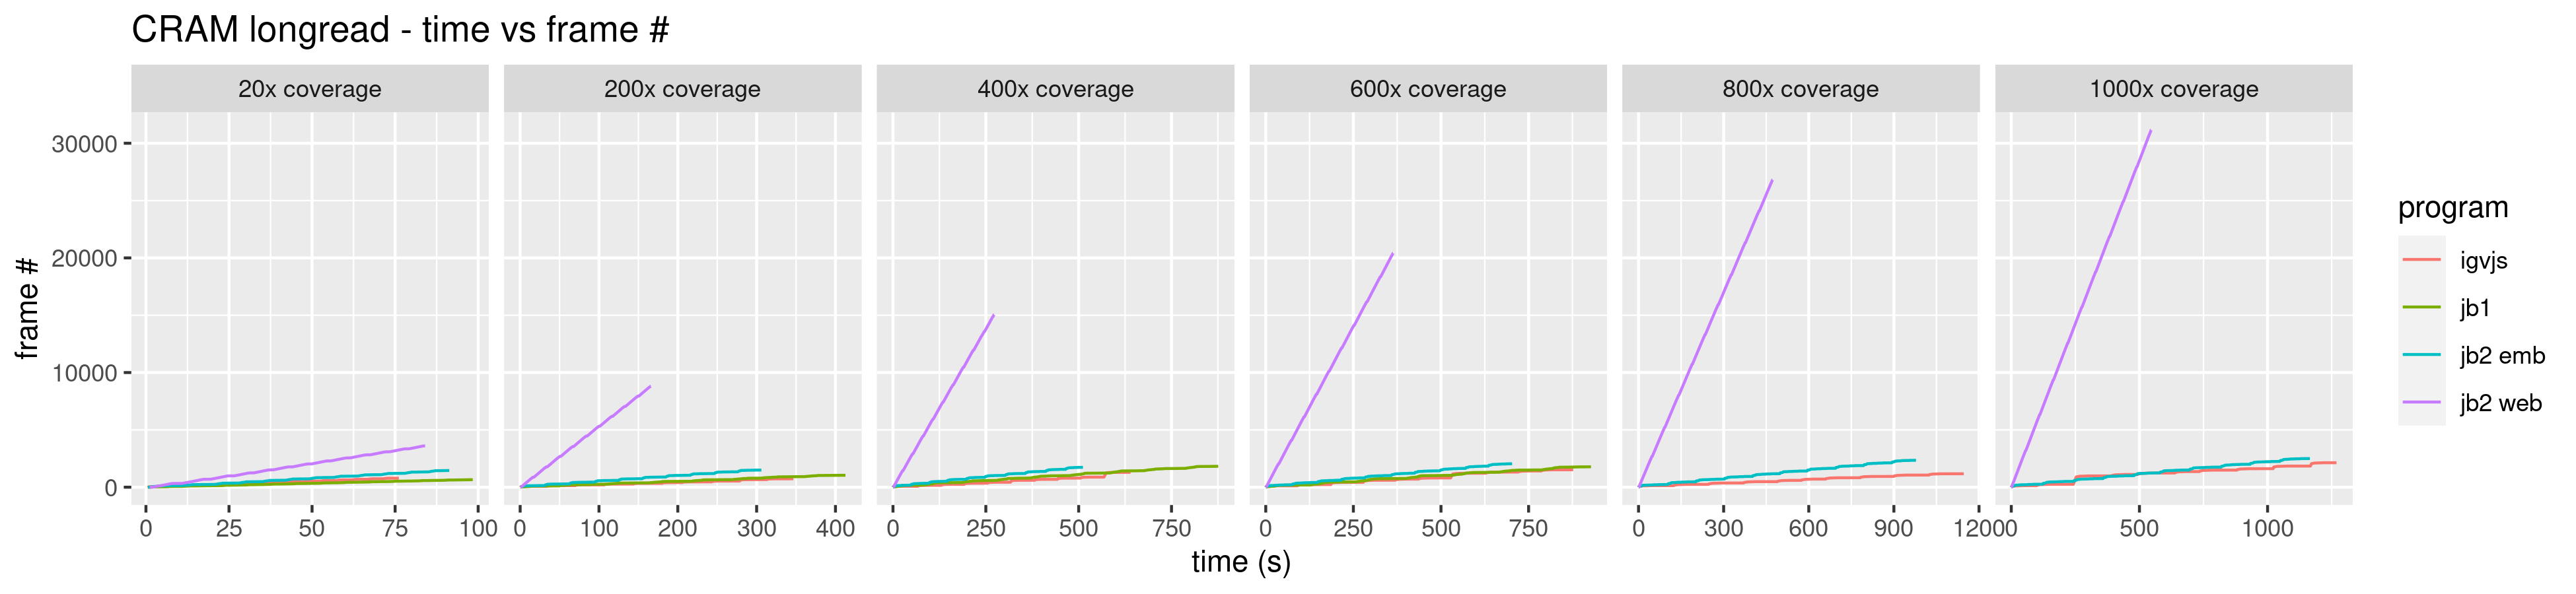 CRAM longread - time vs frame #
20x coverage
200x coverage
400x coverage
600x coverage
800x coverage
1000x coverage
frame #
30000
20000
10000
0
0 25 50 75 100
0 100 200 300 400
0 250 500 750
0 250 500 750
0 300 600 900 1200
0 500 1000
time (s)
program
igvjs
jb1
jb2 emb
jb2 web